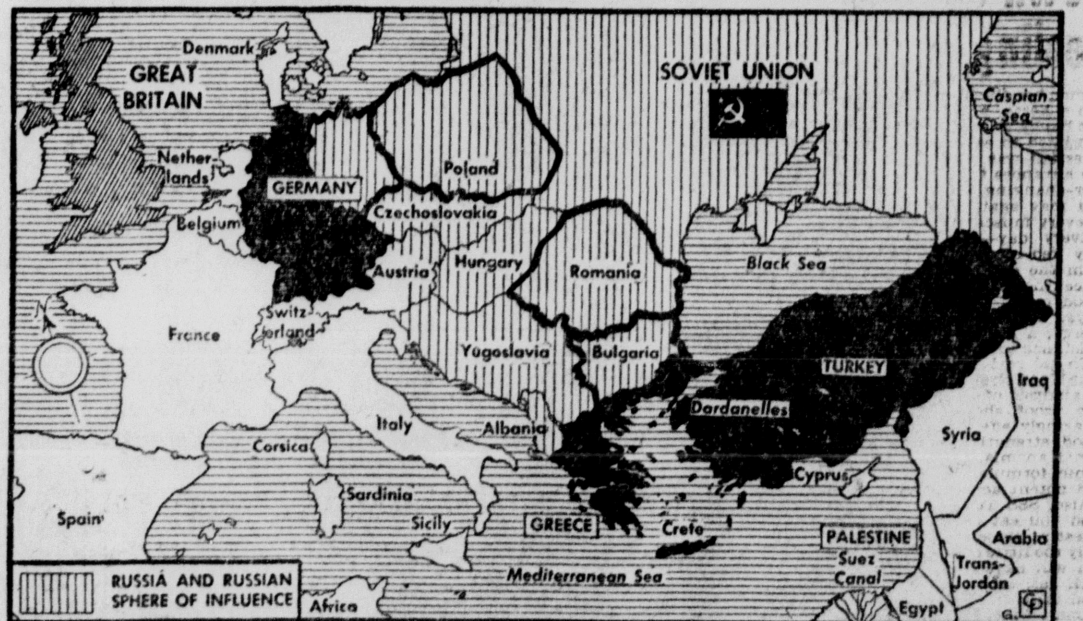 Denmark
GREAT
BRITAIN
SOVIET UNION
Caspian
Sea
Nether-
lands
GERMANY
Poland
Belgium
Czechoslovakia
Austria
Hungary
Romania
Black Sea
France
Switz-
erland
Yugoslavia
Bulgaria
TURKEY
Iraq
Dardanelles
Italy
Albania
Syria
Corsica
Cyprus
Sardinia
Spain
Sicily
GREECE
Crete
PALESTINE
Arabia
Suez
Canal
Trans-
Jordan
Mediterranean Sea
RUSSIA AND RUSSIAN
SPHERE OF INFLUENCE
Africa
Egypt
G.
CP
N